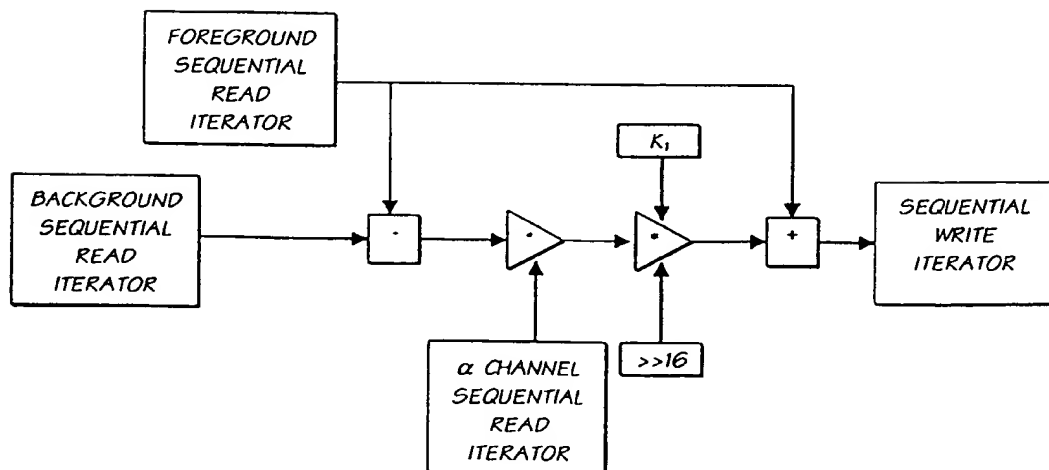 FOREGROUND
SEQUENTIAL
READ
ITERATOR
K₁
BACKGROUND
SEQUENTIAL
READ
ITERATOR
-
*
*
+
SEQUENTIAL
WRITE
ITERATOR
α CHANNEL
SEQUENTIAL
READ
ITERATOR
>>16